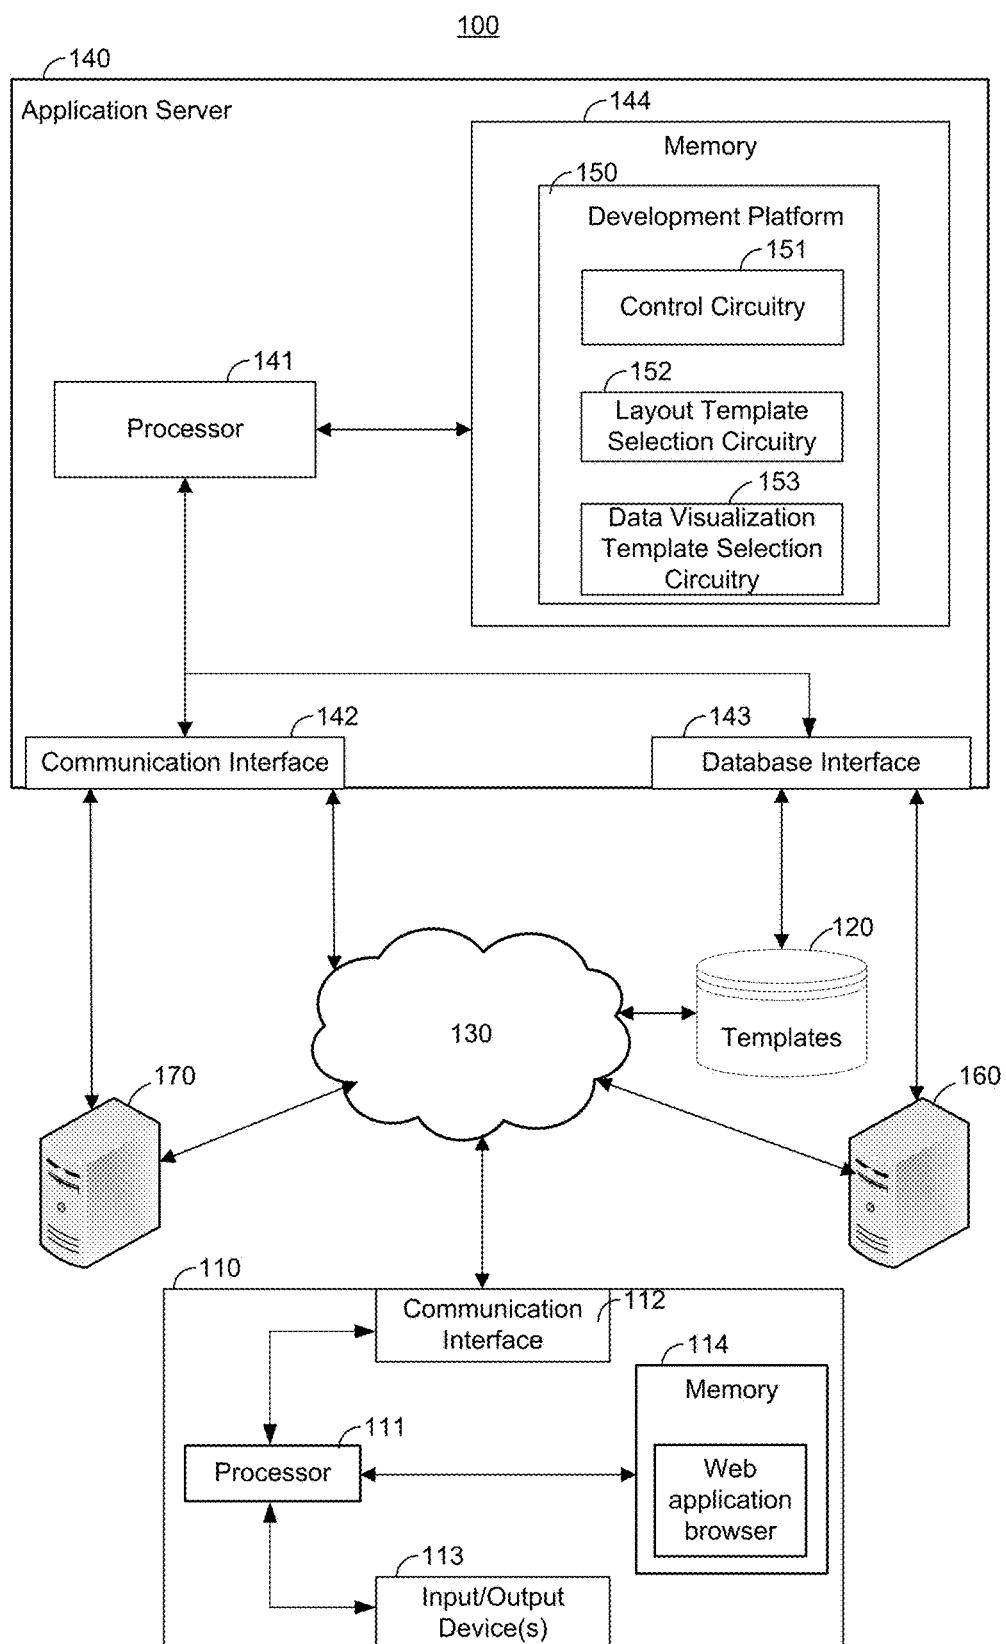 100
140
Application Server
144
Memory
150
Development Platform
151
Control Circuitry
141
Processor
152
Layout Template
Selection Circuitry
153
Data Visualization
Template Selection
Circuitry
142
Communication Interface
143
Database Interface
120
Templates
130
170
160
110
Communication
Interface
112
114
Memory
111
Processor
Web
application
browser
113
Input/Output
Device(s)